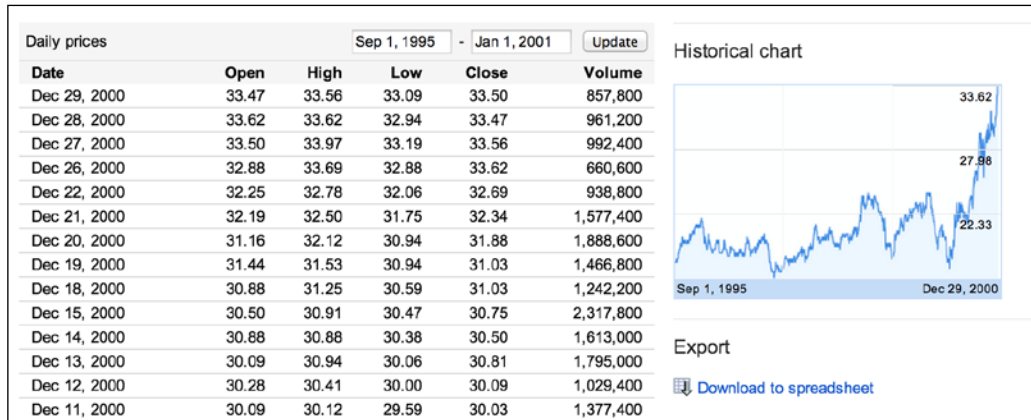 Daily prices Sep 1, 1995 - Jan 1, 2001 Update
Date Open High Low Close Volume
Dec 29, 2000 33.47 33.56 33.09 33.50 857,800
Dec 28, 2000 33.62 33.62 32.94 33.47 961,200
Dec 27, 2000 33.50 33.97 33.19 33.56 992,400
Dec 26, 2000 32.88 33.69 32.88 33.62 660,600
Dec 22, 2000 32.25 32.78 32.06 32.69 938,800
Dec 21, 2000 32.19 32.50 31.75 32.34 1,577,400
Dec 20, 2000 31.16 32.12 30.94 31.88 1,888,600
Dec 19, 2000 31.44 31.53 30.94 31.03 1,466,800
Dec 18, 2000 30.88 31.25 30.59 31.03 1,242,200
Dec 15, 2000 30.50 30.91 30.47 30.75 2,317,800
Dec 14, 2000 30.88 30.88 30.38 30.50 1,613,000
Dec 13, 2000 30.09 30.94 30.06 30.81 1,795,000
Dec 12, 2000 30.28 30.41 30.00 30.09 1,029,400
Dec 11, 2000 30.09 30.12 29.59 30.03 1,377,400
Historical chart
33.62
27.98
22.33
Sep 1, 1995 Dec 29, 2000
Export
Download to spreadsheet